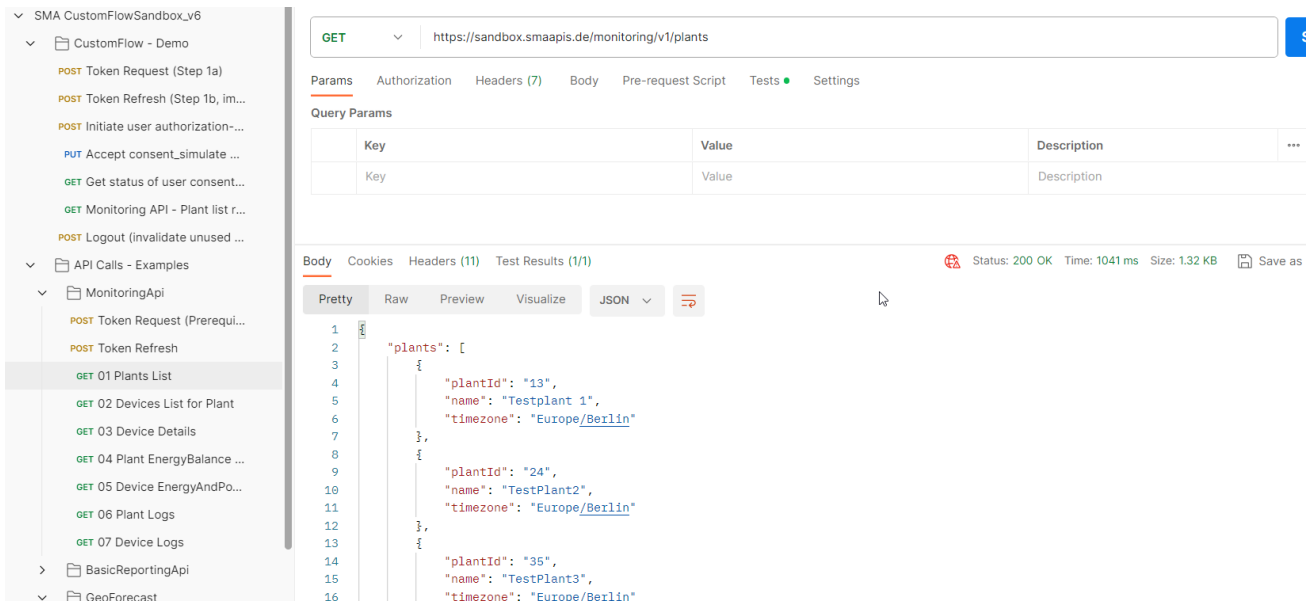 SMA CustomFlowSandbox_v6
CustomFlow - Demo
POST Token Request (Step 1a)
POST Token Refresh (Step 1b, im...
POST Initiate user authorization-...
PUT Accept consent_simulate ...
GET Get status of user consent...
GET Monitoring API - Plant list r...
POST Logout (invalidate unused ...
API Calls - Examples
MonitoringApi
POST Token Request (Prerequi...
POST Token Refresh
GET 01 Plants List
GET 02 Devices List for Plant
GET 03 Device Details
GET 04 Plant EnergyBalance ...
GET 05 Device EnergyAndPo...
GET 06 Plant Logs
GET 07 Device Logs
BasicReportingApi
GeoForecast
GET https://sandbox.smaapis.de/monitoring/v1/plants
S
Params Authorization Headers (7) Body Pre-request Script Tests Settings
Query Params
Key Value Description
Key Value Description
Body Cookies Headers (11) Test Results (1/1) Status: 200 OK Time: 1041 ms Size: 1.32 KB Save as
Pretty Raw Preview Visualize JSON
1 {
2 "plants": [
3 {
4 "plantId": "13",
5 "name": "Testplant 1",
6 "timezone": "Europe/Berlin"
7 },
8 {
9 "plantId": "24",
10 "name": "TestPlant2",
11 "timezone": "Europe/Berlin"
12 },
13 {
14 "plantId": "35",
15 "name": "TestPlant3",
16 "timezone": "Europe/Berlin"